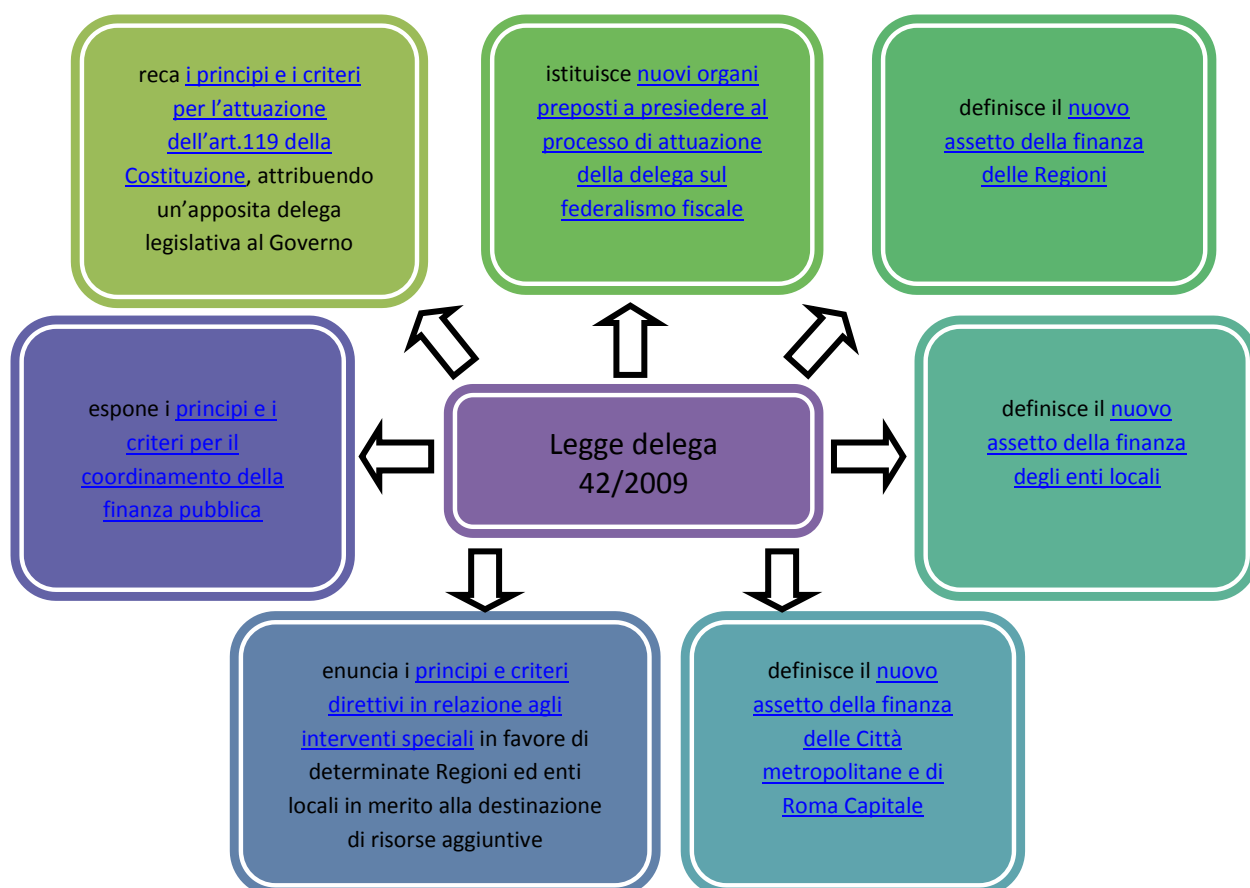 reca i principi e i criteri
per l’attuazione
dell’art.119 della
Costituzione, attribuendo
un’apposita delega
legislativa al Governo
istituisce nuovi organi
preposti a presiedere al
processo di attuazione
della delega sul
federalismo fiscale
definisce il nuovo
assetto della finanza
delle Regioni
espone i principi e i
criteri per il
coordinamento della
finanza pubblica
Legge delega
42/2009
definisce il nuovo
assetto della finanza
degli enti locali
enuncia i principi e criteri
direttivi in relazione agli
interventi speciali in favore di
determinate Regioni ed enti
locali in merito alla destinazione
di risorse aggiuntive
definisce il nuovo
assetto della finanza
delle Città
metropolitane e di
Roma Capitale